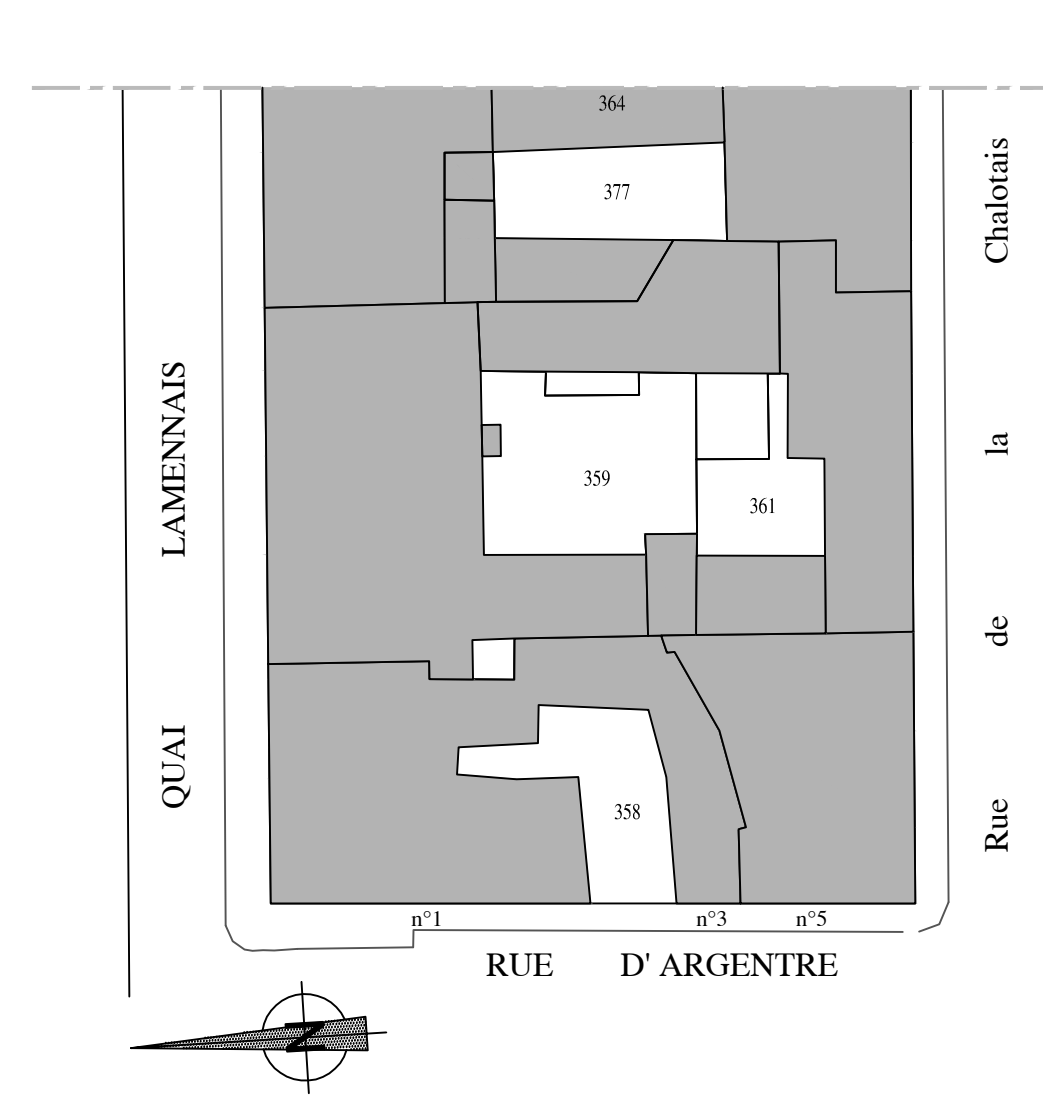 364
377
359
361
358
n°1
n°3
n°5
RUE D' ARGENTRE
QUAI LAMENNAIS
Rue de la Chalotais
N